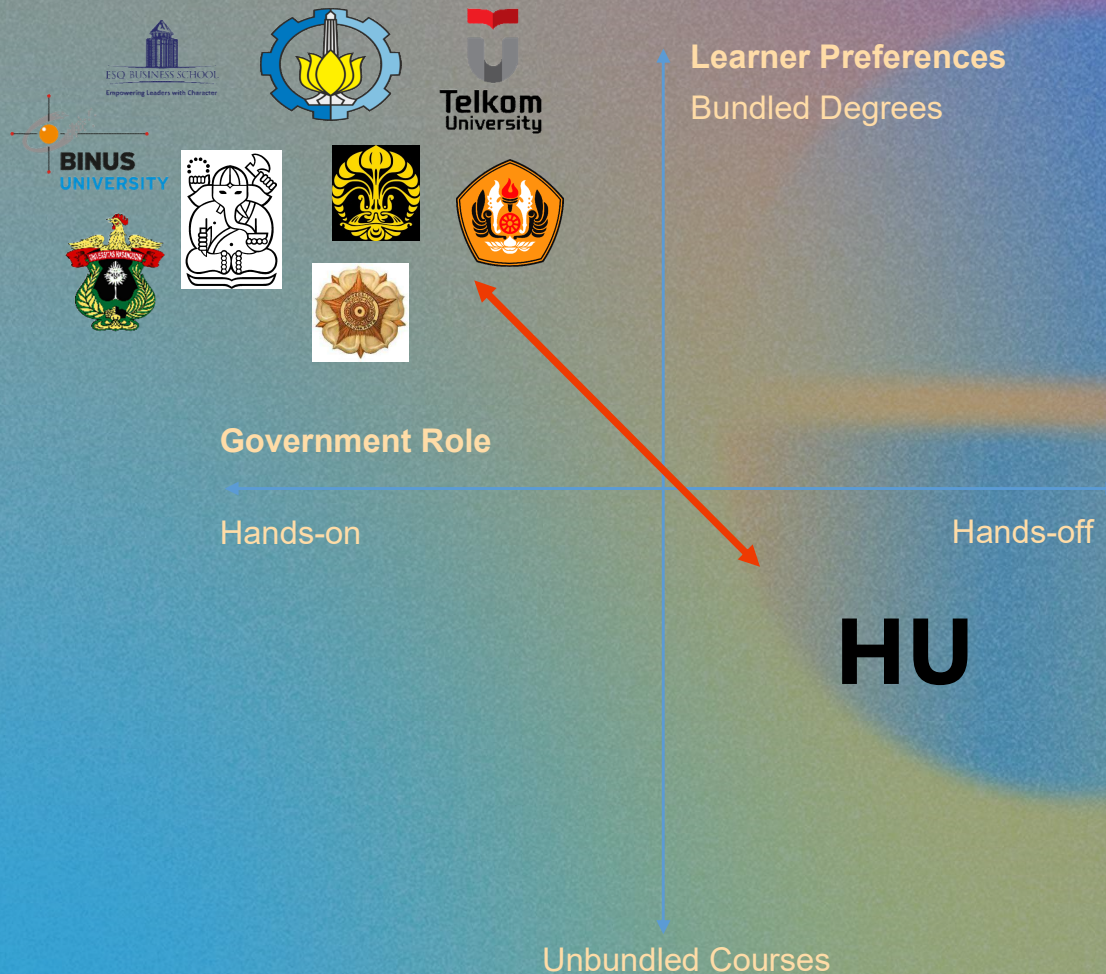 ESQ BUSINESS SCHOOL
Empowering Leaders with Character
Telkom
University
BINUS
UNIVERSITY
Learner Preferences
Bundled Degrees
Government Role
Hands-on
Hands-off
HU
Unbundled Courses